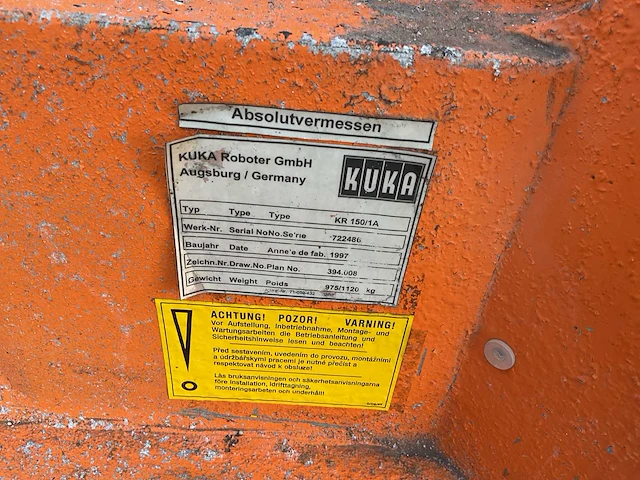 Absolutvermessen
KUKA Roboter GmbH
Augsburg / Germany
KUKA
Typ Type Type KR 150/1A
Werk-Nr. Serial No No.Serie 722486
Baujahr Date Anne'e de fab. 1997
Zeichn.Nr. Draw.No. Plan No. 394.008
Gewicht Weight Poids 975/1120 kg
ACHTUNG! POZOR! VARNING!
Vor Aufstellung, Inbetriebnahme, Montage- und
Wartungsarbeiten die Betriebsanleitung und
Sicherheitshinweise lesen und beachten!
Před sestavením, uvedením do provozu, montážními
a údržbářskými pracemi je nutné přečíst a
respektovat návod k obsluze!
Läs bruksanvisningen och säkerhetsanvisningarna
före installation, idrifttagning,
monteringsarbeten och underhåll!